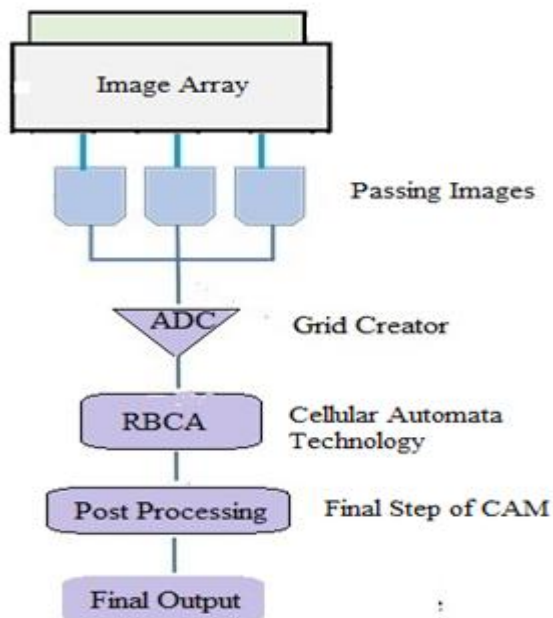 Image Array
Passing Images
ADC
Grid Creator
RBCA
Cellular Automata
Technology
Post Processing
Final Step of CAM
Final Output